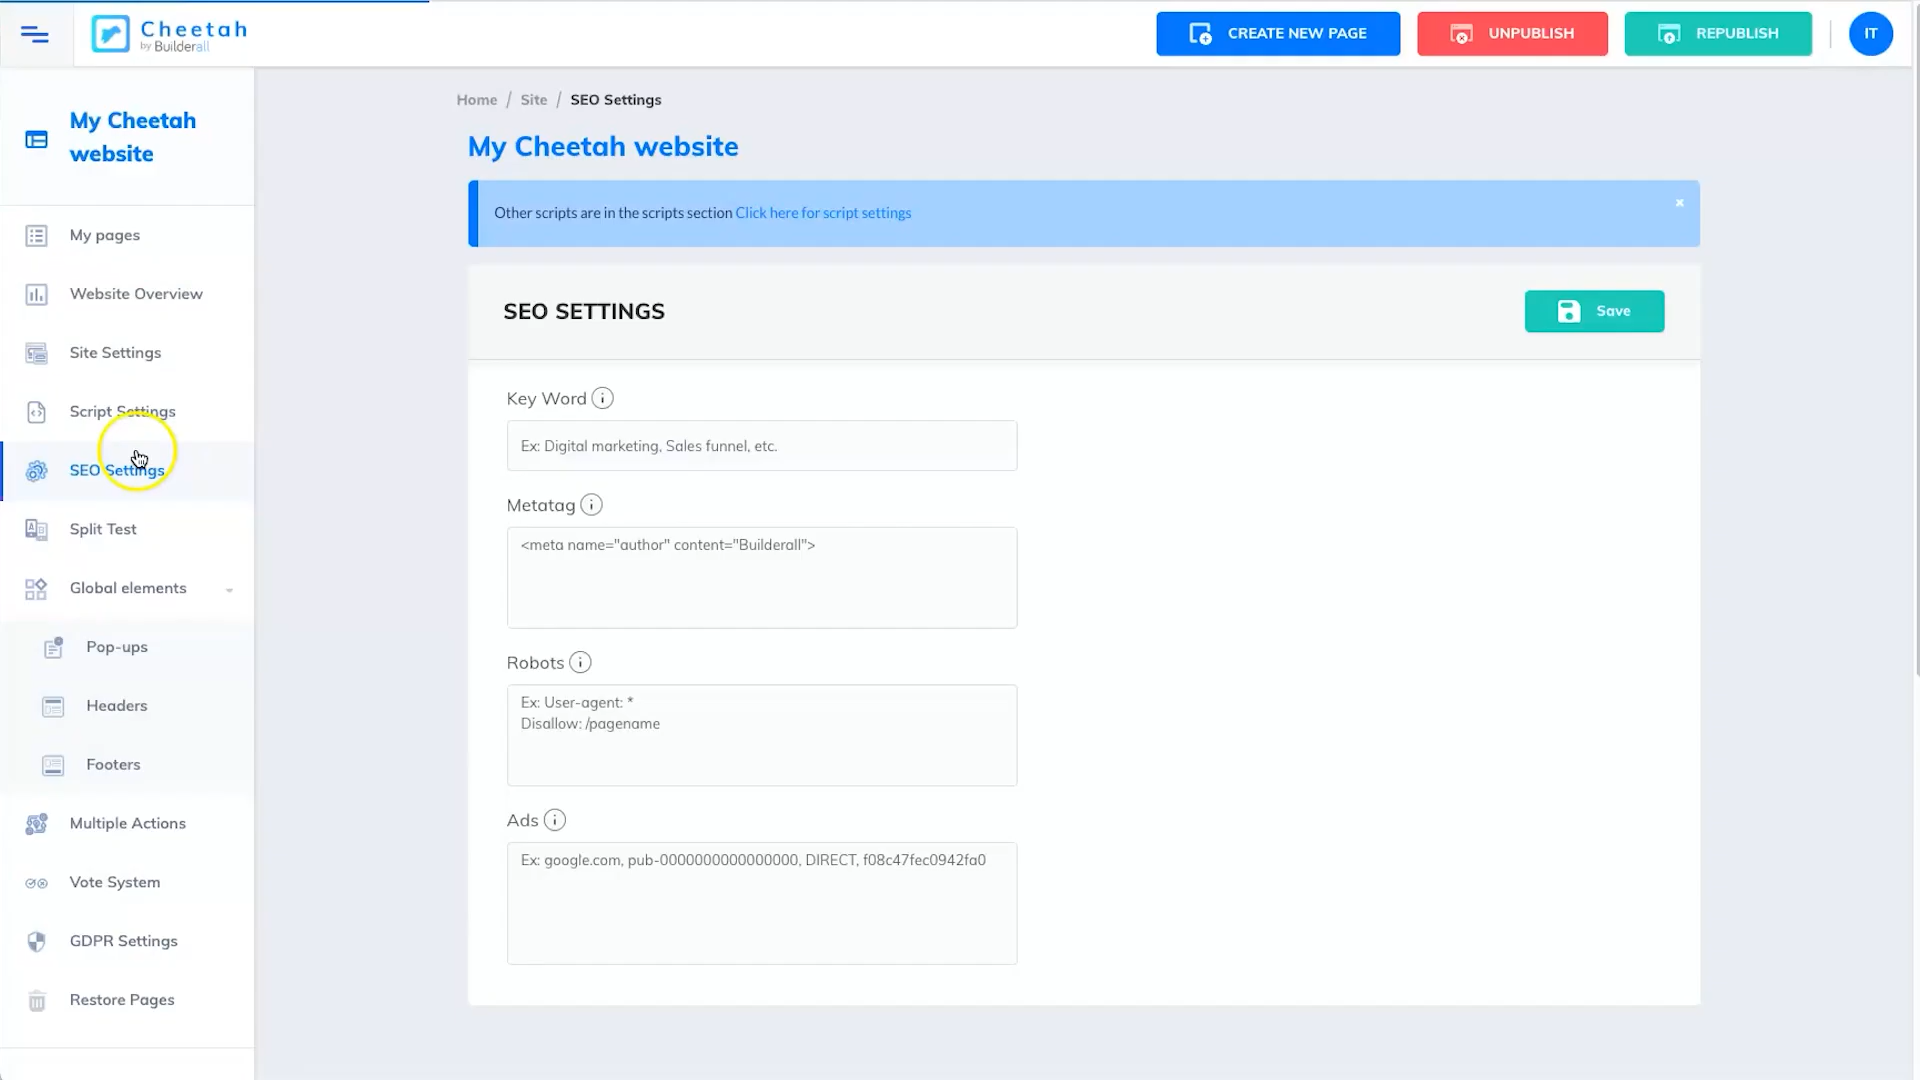 Cheetah
by Builderall
CREATE NEW PAGE
UNPUBLISH
REPUBLISH
IT
My Cheetah
website
My pages
Website Overview
Site Settings
Script Settings
SEO Settings
Split Test
Global elements
Pop-ups
Headers
Footers
Multiple Actions
Vote System
GDPR Settings
Restore Pages
Home / Site / SEO Settings
My Cheetah website
Other scripts are in the scripts section Click here for script settings
×
SEO SETTINGS
Save
Key Word
Ex: Digital marketing, Sales funnel, etc.
Metatag
<meta name="author" content="Builderall">
Robots
Ex: User-agent: *
Disallow: /pagename
Ads
Ex: google.com, pub-0000000000000000, DIRECT, f08c47fec0942fa0